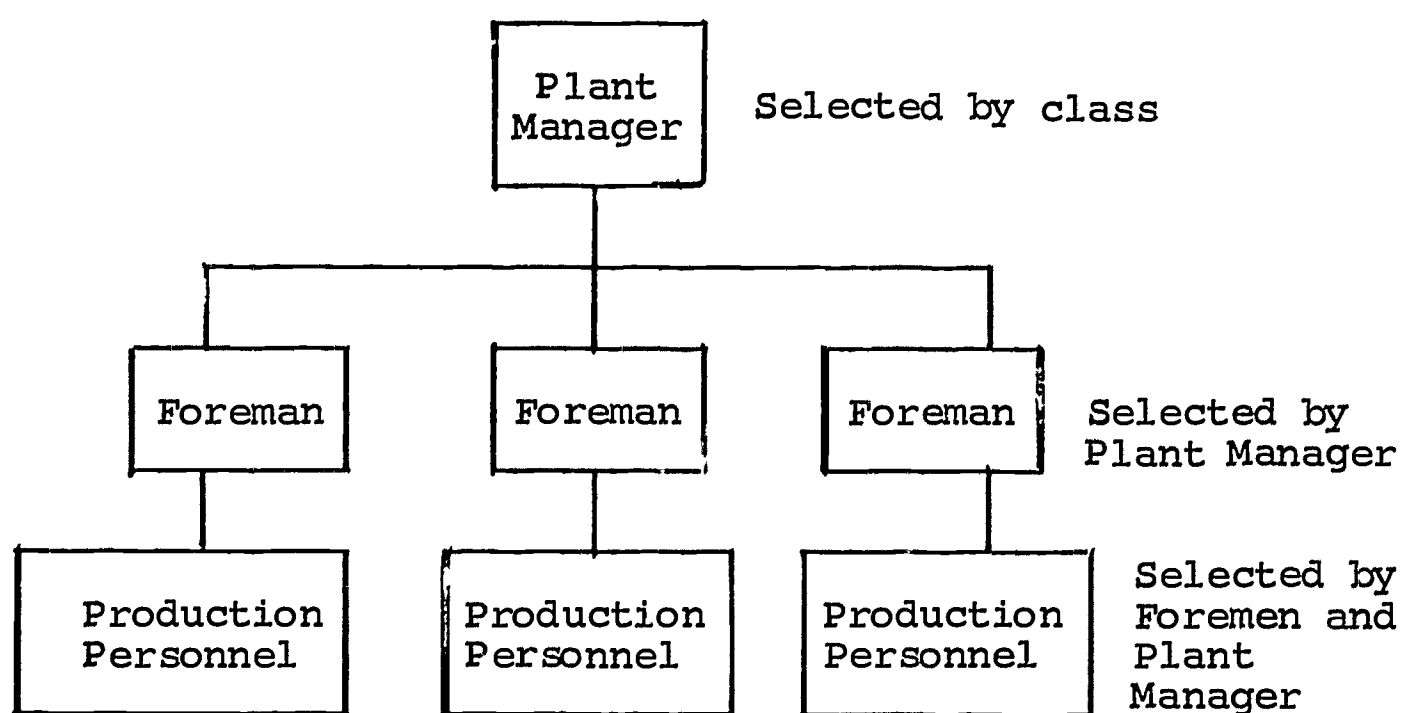 Plant
Manager
Selected by class
Foreman
Foreman
Foreman
Selected by
Plant Manager
Production
Personnel
Production
Personnel
Production
Personnel
Selected by
Foremen and
Plant
Manager